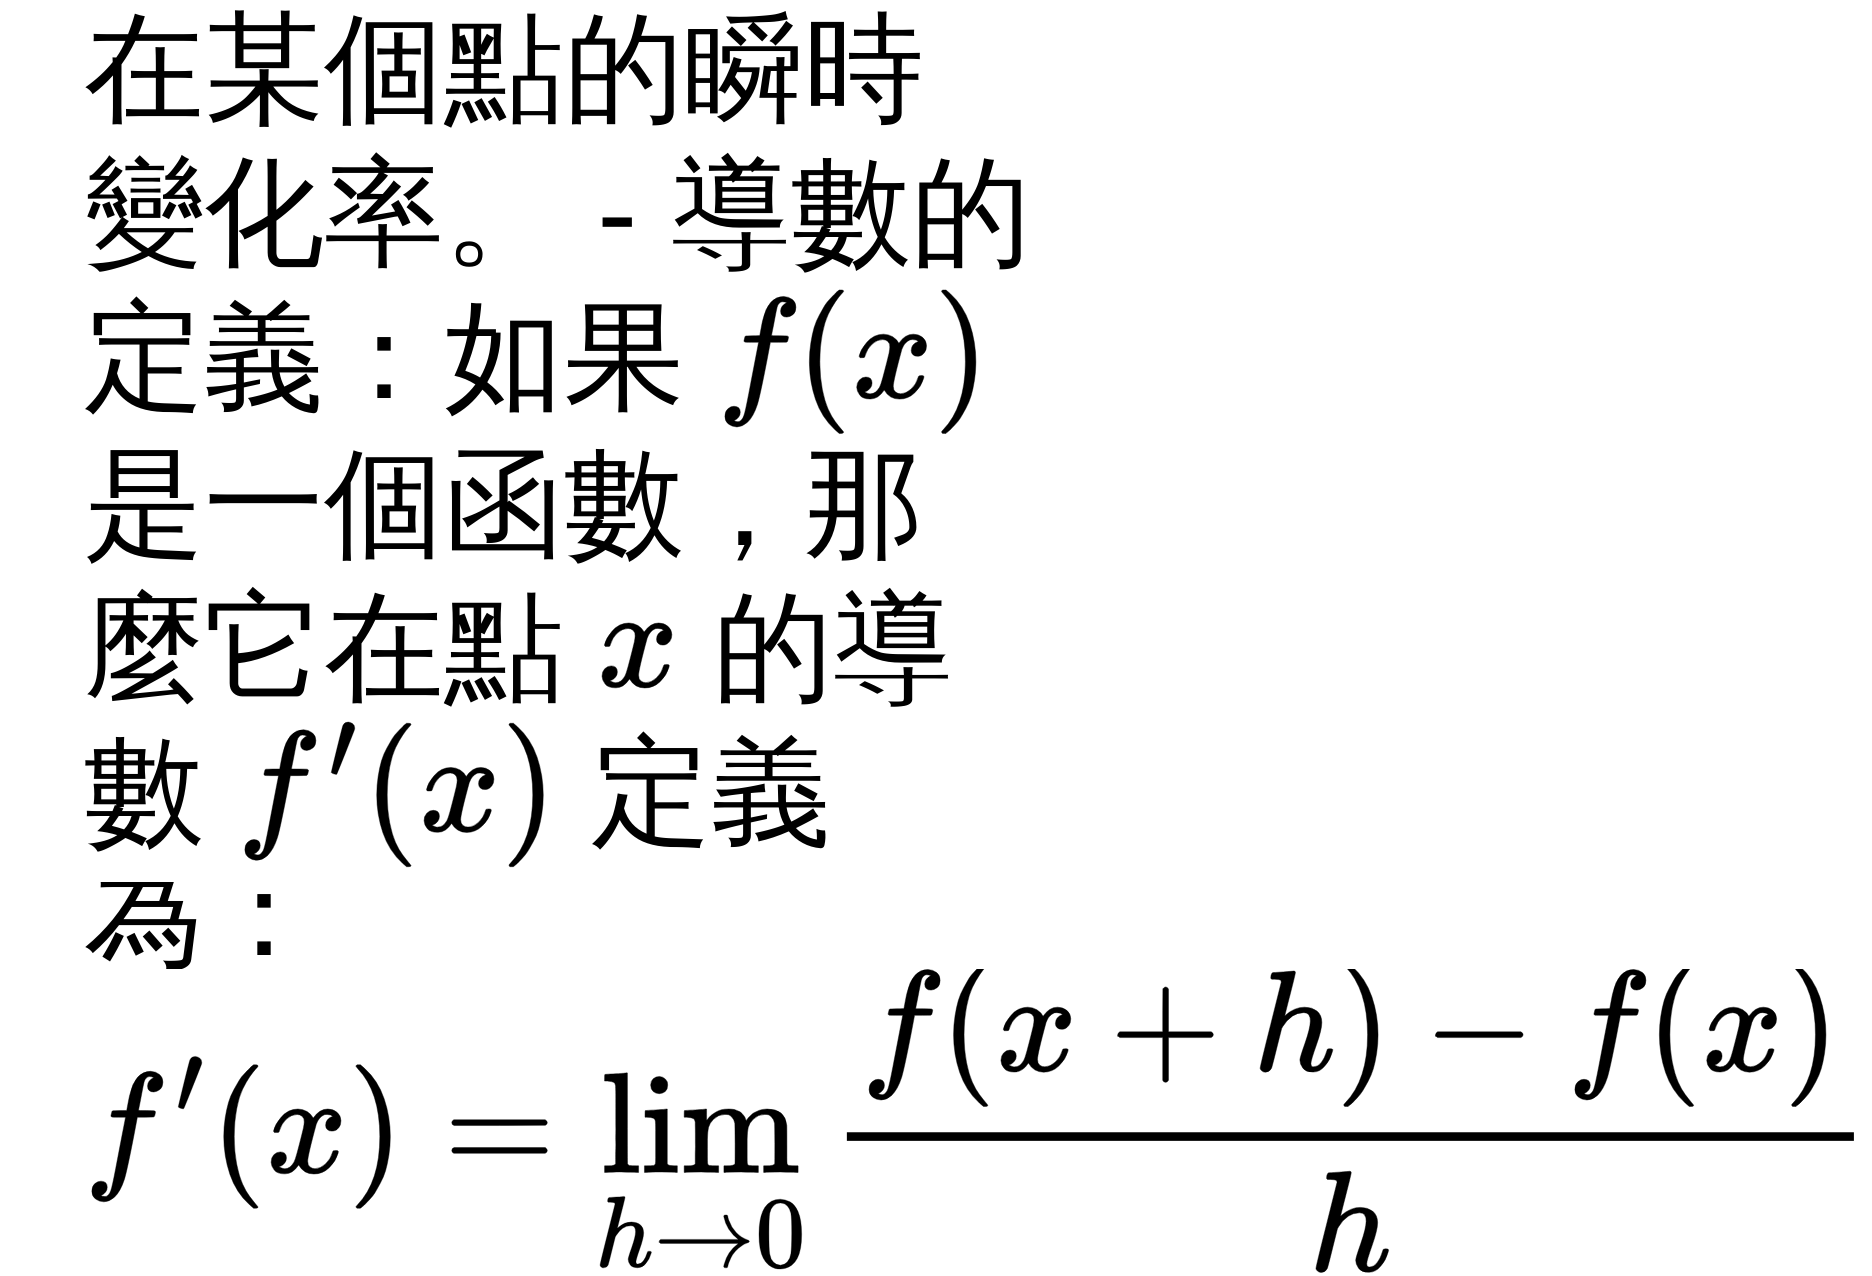 在某個點的瞬時
變化率。 - 導數的
定義：如果 f(x)
是一個函數，那
麼它在點 x 的導
數 f′(x) 定義
為：
f′(x) = lim_{h→0} \frac{f(x + h) − f(x)}{h}